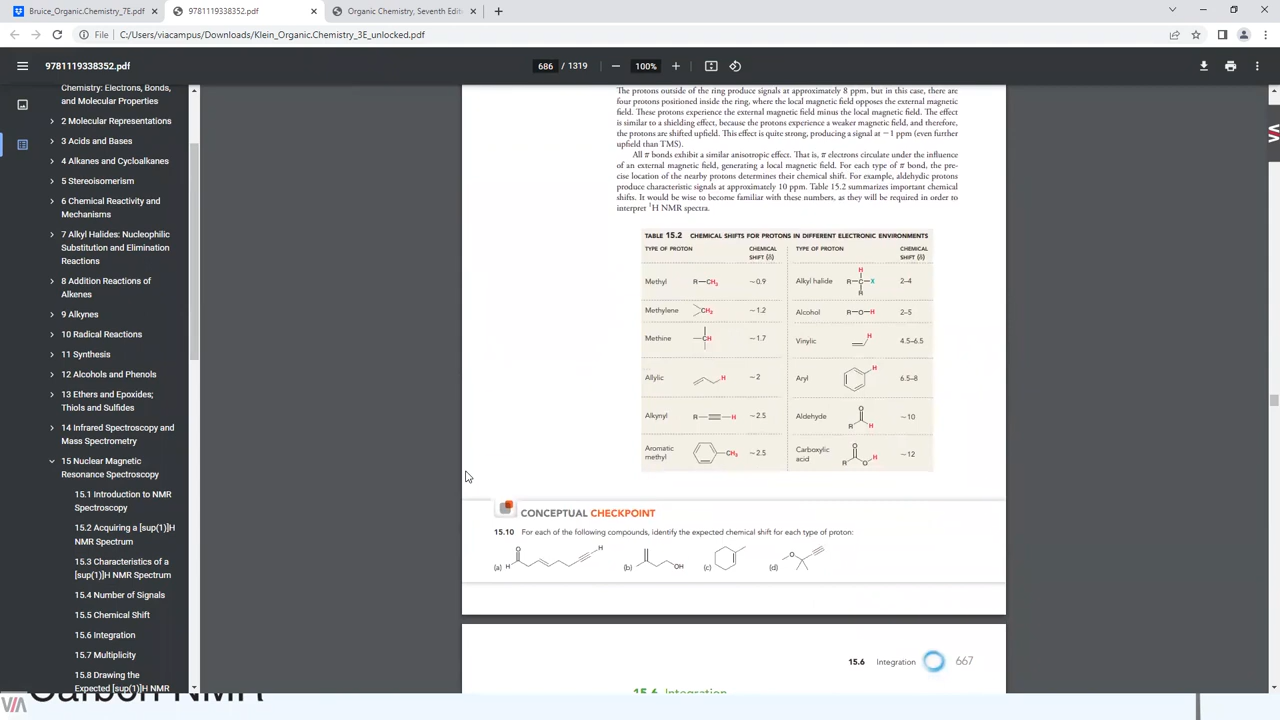 Bruice_Organic.Chemistry_7E.pdf
9781119338352.pdf
Organic Chemistry, Seventh Editi
File
C:/Users/viacampus/Downloads/Klein_Organic.Chemistry_3E_unlocked.pdf
9781119338352.pdf
686 / 1319
100%
Chemistry: Electrons, Bonds,
and Molecular Properties
2 Molecular Representations
3 Acids and Bases
4 Alkanes and Cycloalkanes
5 Stereoisomerism
6 Chemical Reactivity and
Mechanisms
7 Alkyl Halides: Nucleophilic
Substitution and Elimination
Reactions
8 Addition Reactions of
Alkenes
9 Alkynes
10 Radical Reactions
11 Synthesis
12 Alcohols and Phenols
13 Ethers and Epoxides;
Thiols and Sulfides
14 Infrared Spectroscopy and
Mass Spectrometry
15 Nuclear Magnetic
Resonance Spectroscopy
15.1 Introduction to NMR
Spectroscopy
15.2 Acquiring a [sup(1)]H
NMR Spectrum
15.3 Characteristics of a
[sup(1)]H NMR Spectrum
15.4 Number of Signals
15.5 Chemical Shift
15.6 Integration
15.7 Multiplicity
15.8 Drawing the
Expected [sup(1)]H NMR
The protons outside of the ring produce signals at approximately 8 ppm, but in this case, there are
four protons positioned inside the ring, where the local magnetic field opposes the external magnetic
field. These protons experience the external magnetic field minus the local magnetic field. The effect
is similar to a shielding effect, because the protons experience a weaker magnetic field, and therefore,
the protons are shifted upfield. This effect is quite strong, producing a signal at −1 ppm (even further
upfield than TMS).
All π bonds exhibit a similar anisotropic effect. That is, π electrons circulate under the influence
of an external magnetic field, generating a local magnetic field. For each type of π bond, the pre-
cise location of the nearby protons determines their chemical shift. For example, aldehydic protons
produce characteristic signals at approximately 10 ppm. Table 15.2 summarizes important chemical
shifts. It would be wise to become familiar with these numbers, as they will be required in order to
interpret ¹H NMR spectra.
TABLE 15.2 CHEMICAL SHIFTS FOR PROTONS IN DIFFERENT ELECTRONIC ENVIRONMENTS
TYPE OF PROTON CHEMICAL SHIFT (δ) TYPE OF PROTON CHEMICAL SHIFT (δ)
Methyl R—CH₃ ~0.9
Alkyl halide H R—C—X R 2–4
Methylene CH₂ ~1.2
Alcohol R—O—H 2–5
Methine CH ~1.7
Vinylic H 4.5–6.5
Allylic H ~2
Aryl H 6.5–8
Alkynyl R H ~2.5
Aldehyde O R H ~10
Aromatic methyl CH₃ ~2.5
Carboxylic acid O R O H ~12
CONCEPTUAL CHECKPOINT
15.10 For each of the following compounds, identify the expected chemical shift for each type of proton:
(a) H O H (b) OH (c) (d) O
15.6 Integration 667
15.6 Integration
Carbon NMR
VIA